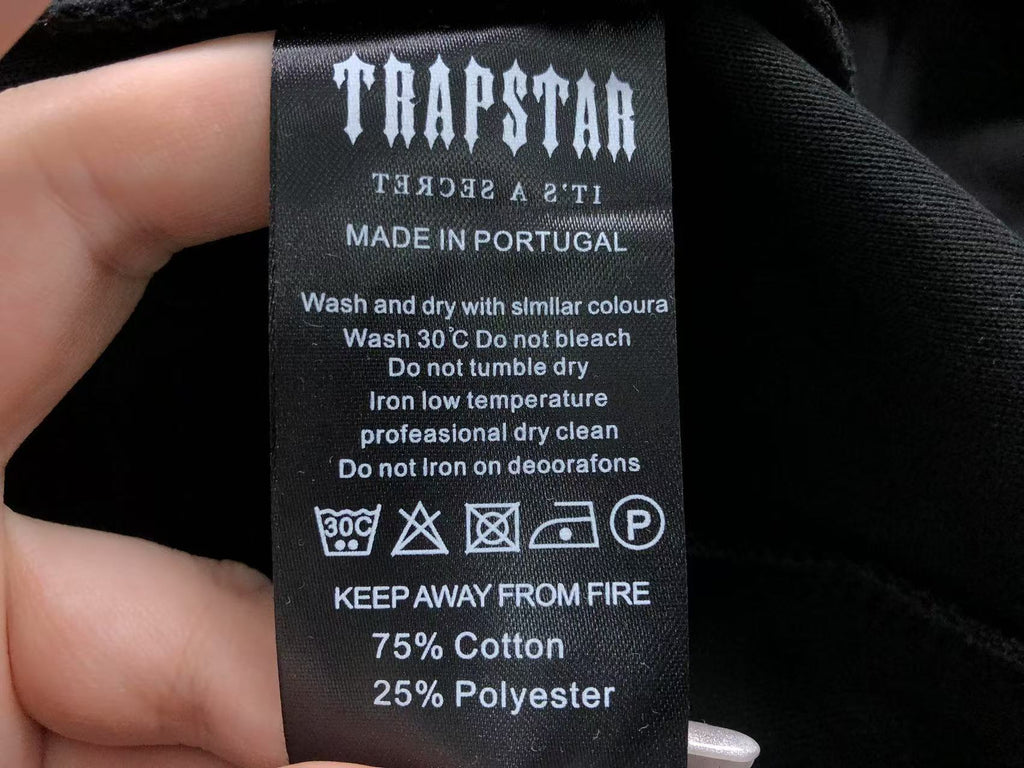 TRAPSTAR
IT'S A SECRET
MADE IN PORTUGAL
Wash and dry with simllar coloura
Wash 30°C Do not bleach
Do not tumble dry
Iron low temperature
profeasional dry clean
Do not Iron on deoorafons
30C P
KEEP AWAY FROM FIRE
75% Cotton
25% Polyester